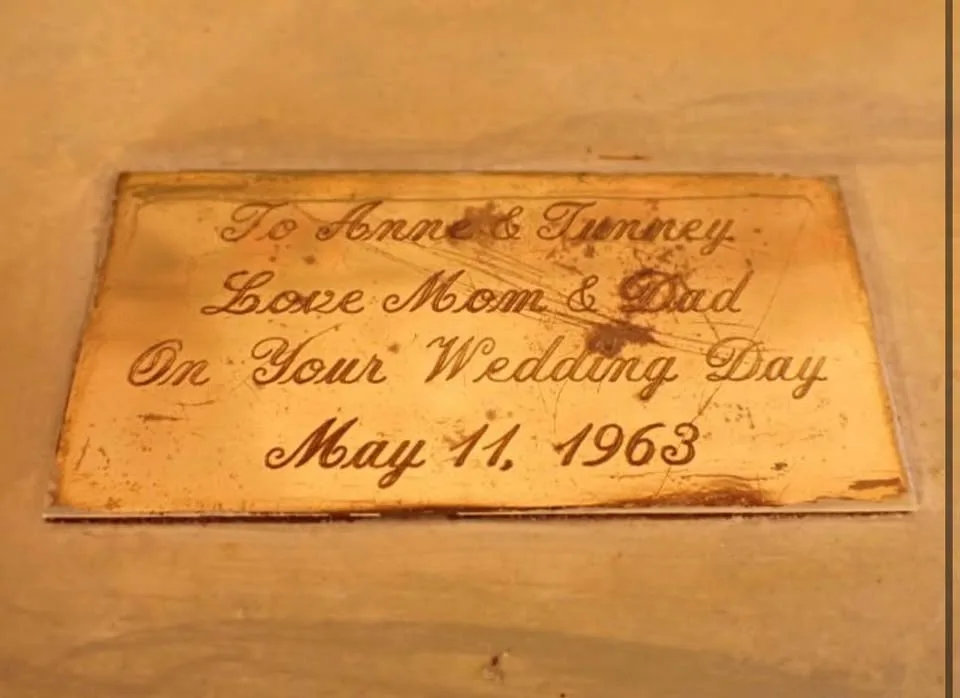 To Anne & Tunney
Love Mom & Dad
On Your Wedding Day
May 11, 1963